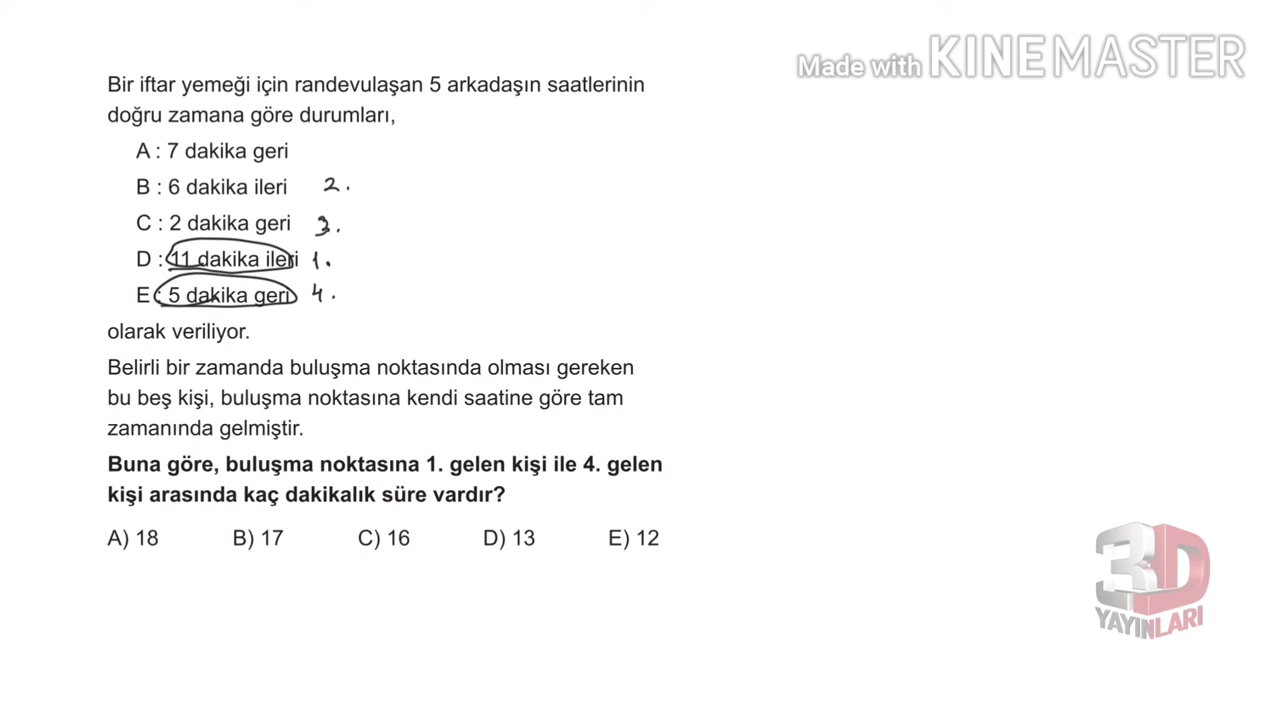 Made with KINEMASTER
Bir iftar yemeği için randevulaşan 5 arkadaşın saatlerinin
doğru zamana göre durumları,
A : 7 dakika geri
B : 6 dakika ileri 2.
C : 2 dakika geri 3.
D : 11 dakika ileri 1.
E : 5 dakika geri 4.
olarak veriliyor.
Belirli bir zamanda buluşma noktasında olması gereken
bu beş kişi, buluşma noktasına kendi saatine göre tam
zamanında gelmiştir.
Buna göre, buluşma noktasına 1. gelen kişi ile 4. gelen
kişi arasında kaç dakikalık süre vardır?
A) 18 B) 17 C) 16 D) 13 E) 12
3D
YAYINLARI